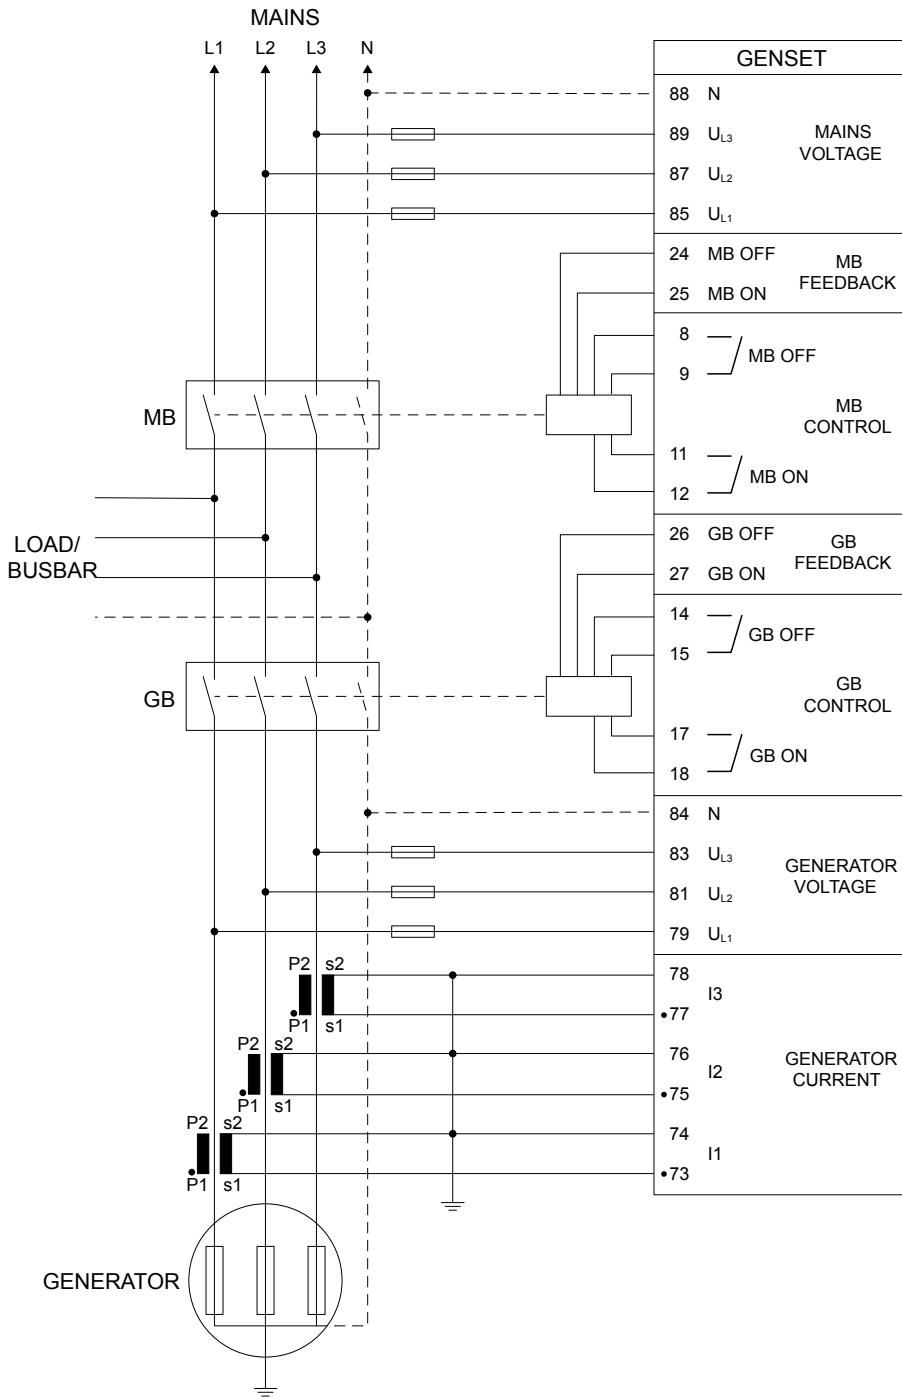 MAINS
L1 L2 L3 N
GENSET
88 N
89 UL3
87 UL2
85 UL1
MAINS
VOLTAGE
24 MB OFF
25 MB ON
MB
FEEDBACK
8
9
MB OFF
11
12
MB ON
MB
CONTROL
MB
LOAD/
BUSBAR
26 GB OFF
27 GB ON
GB
FEEDBACK
14
15
GB OFF
17
18
GB ON
GB
CONTROL
GB
84 N
83 UL3
81 UL2
79 UL1
GENERATOR
VOLTAGE
P2 s2
P1 s1
78
77
I3
P2 s2
P1 s1
76
75
I2
P2 s2
P1 s1
74
73
I1
GENERATOR
CURRENT
GENERATOR